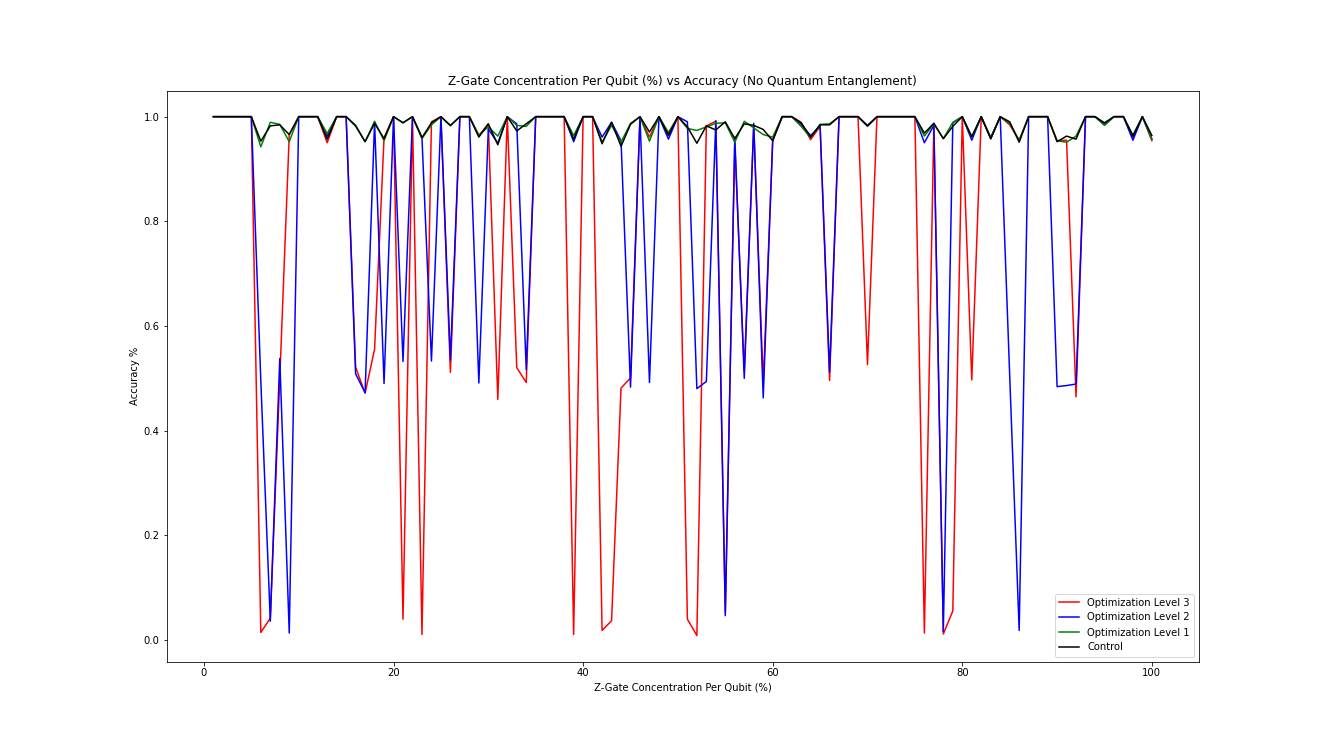 Z-Gate Concentration Per Qubit (%) vs Accuracy (No Quantum Entanglement)
1.0
0.8
0.6
0.4
0.2
0.0
Accuracy %
Optimization Level 3
Optimization Level 2
Optimization Level 1
Control
0 20 40 60 80 100
Z-Gate Concentration Per Qubit (%)